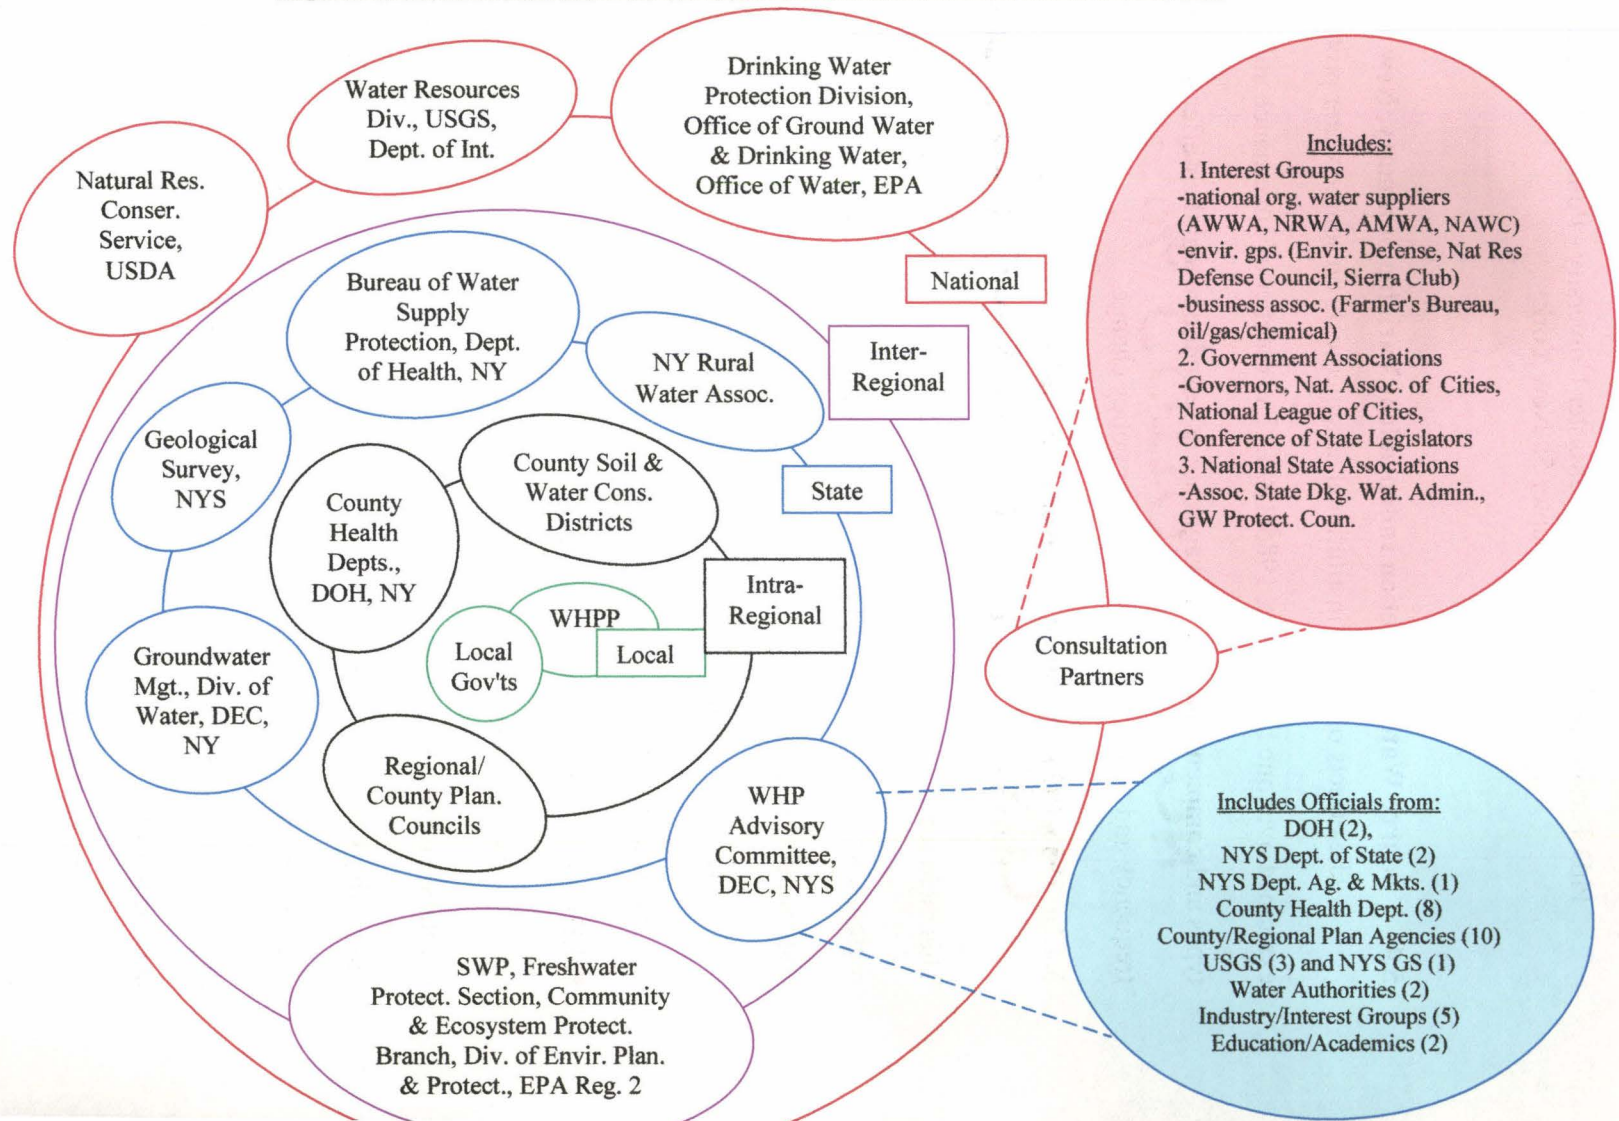 Drinking Water
Protection Division,
Office of Ground Water
& Drinking Water,
Office of Water, EPA
Water Resources
Div., USGS,
Dept. of Int.
Natural Res.
Conser.
Service,
USDA
National
Bureau of Water
Supply
Protection, Dept.
of Health, NY
NY Rural
Water Assoc.
Inter-
Regional
Geological
Survey,
NYS
County Soil &
Water Cons.
Districts
State
County
Health
Depts.,
DOH, NY
Intra-
Regional
WHPP
Local
Local
Gov'ts
Groundwater
Mgt., Div. of
Water, DEC,
NY
Regional/
County Plan.
Councils
WHP
Advisory
Committee,
DEC, NYS
SWP, Freshwater
Protect. Section, Community
& Ecosystem Protect.
Branch, Div. of Envir. Plan.
& Protect., EPA Reg. 2
Consultation
Partners
Includes:
1. Interest Groups
-national org. water suppliers
(AWWA, NRWA, AMWA, NAWC)
-envir. gps. (Envir. Defense, Nat Res
Defense Council, Sierra Club)
-business assoc. (Farmer's Bureau,
oil/gas/chemical)
2. Government Associations
-Governors, Nat. Assoc. of Cities,
National League of Cities,
Conference of State Legislators
3. National State Associations
-Assoc. State Dkg. Wat. Admin.,
GW Protect. Coun.
Includes Officials from:
DOH (2),
NYS Dept. of State (2)
NYS Dept. Ag. & Mkts. (1)
County Health Dept. (8)
County/Regional Plan Agencies (10)
USGS (3) and NYS GS (1)
Water Authorities (2)
Industry/Interest Groups (5)
Education/Academics (2)